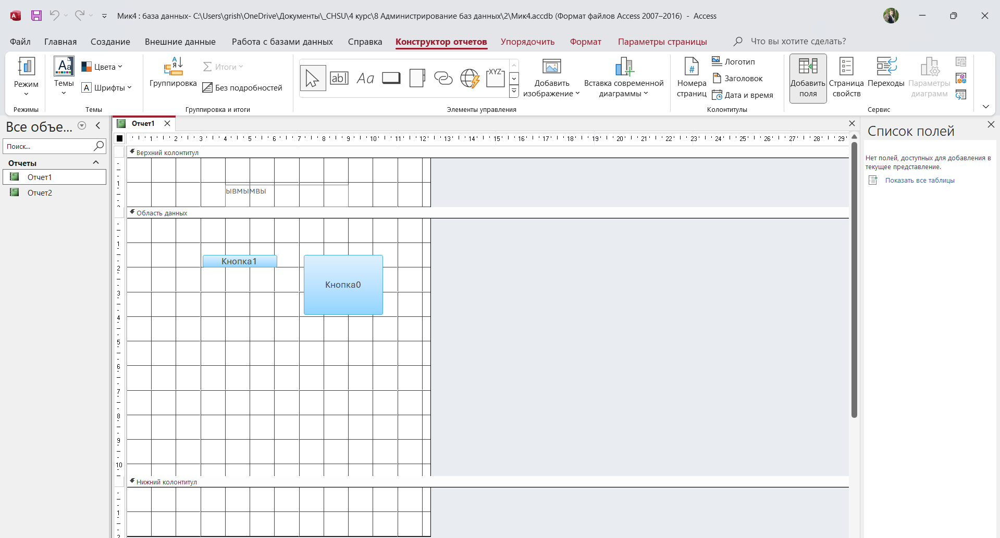 Мик4 : база данных- C:\Users\grish\OneDrive\Документы\_CHSU\4 курс\8 Администрирование баз данных\2\Мик4.accdb (Формат файлов Access 2007–2016) - Access
Файл Главная Создание Внешние данные Работа с базами данных Справка Конструктор отчетов Упорядочить Формат Параметры страницы Что вы хотите сделать?
Режим
Режимы
Темы
Цвета
Шрифты
Темы
Группировка
Итоги
Без подробностей
Группировка и итоги
ab Aa XYZ
Добавить изображение
Вставка современной диаграммы
Элементы управления
Номера страниц
Логотип
Заголовок
Дата и время
Колонтитулы
Добавить поля
Страница свойств
Переходы
Параметры диаграмм
Сервис
Все объе...
Поиск...
Отчеты
Отчет1
Отчет2
Отчет1
1 2 3 4 5 6 7 8 9 10 11 12 13 14 15 16 17 18 19 20 21 22 23 24 25 26 27 28 29
Верхний колонтитул
1
ывмымвы
Область данных
1
2
3
4
5
6
7
8
9
10
Кнопка1
Кнопка0
Нижний колонтитул
1
2
Список полей
Нет полей, доступных для добавления в
текущее представление.
Показать все таблицы